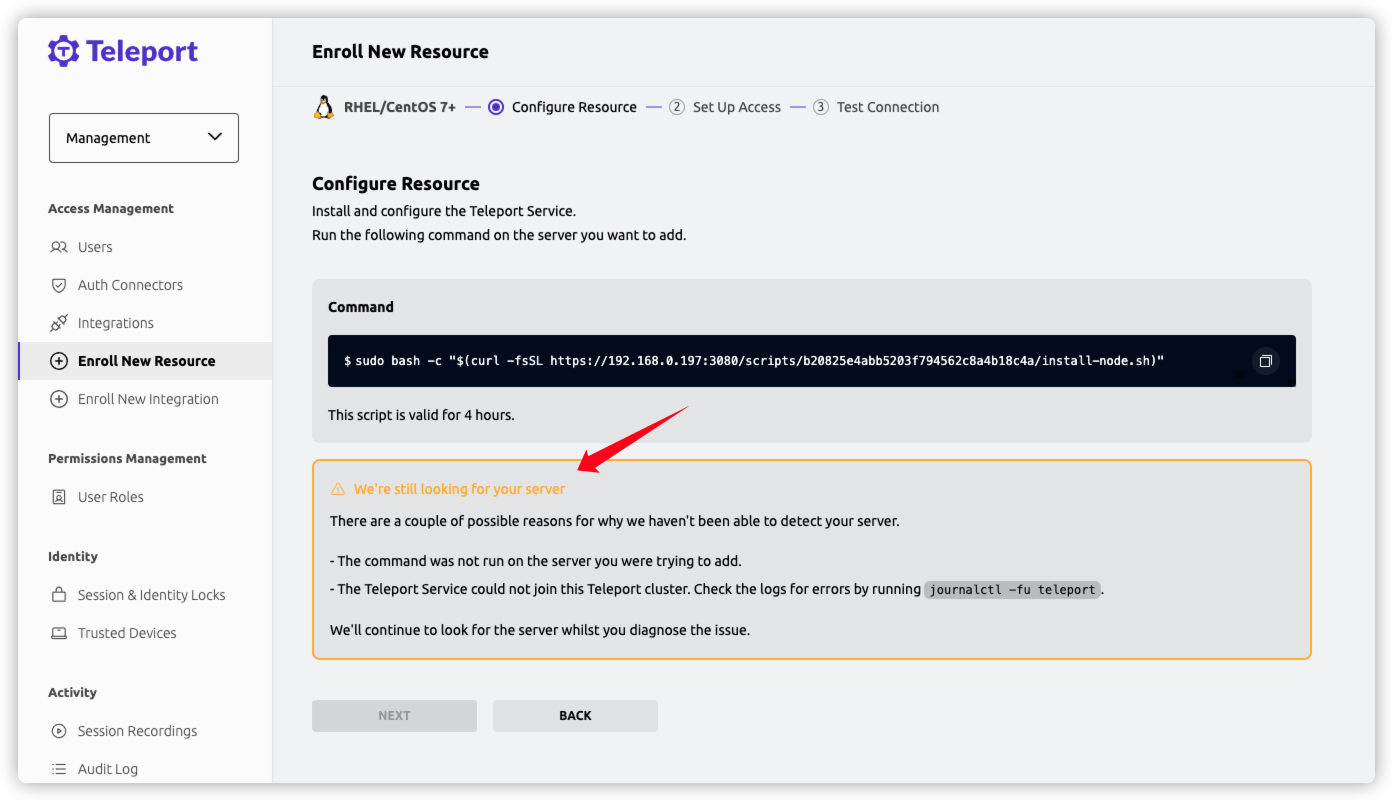 Teleport
Management
Access Management
Users
Auth Connectors
Integrations
Enroll New Resource
Enroll New Integration
Permissions Management
User Roles
Identity
Session & Identity Locks
Trusted Devices
Activity
Session Recordings
Audit Log
Enroll New Resource
RHEL/CentOS 7+ Configure Resource 2 Set Up Access 3 Test Connection
Configure Resource
Install and configure the Teleport Service.
Run the following command on the server you want to add.
Command
$ sudo bash -c "$(curl -fsSL https://192.168.0.197:3080/scripts/b20825e4abb5203f794562c8a4b18c4a/install-node.sh)"
This script is valid for 4 hours.
We're still looking for your server
There are a couple of possible reasons for why we haven't been able to detect your server.
- The command was not run on the server you were trying to add.
- The Teleport Service could not join this Teleport cluster. Check the logs for errors by running journalctl -fu teleport.
We'll continue to look for the server whilst you diagnose the issue.
NEXT
BACK